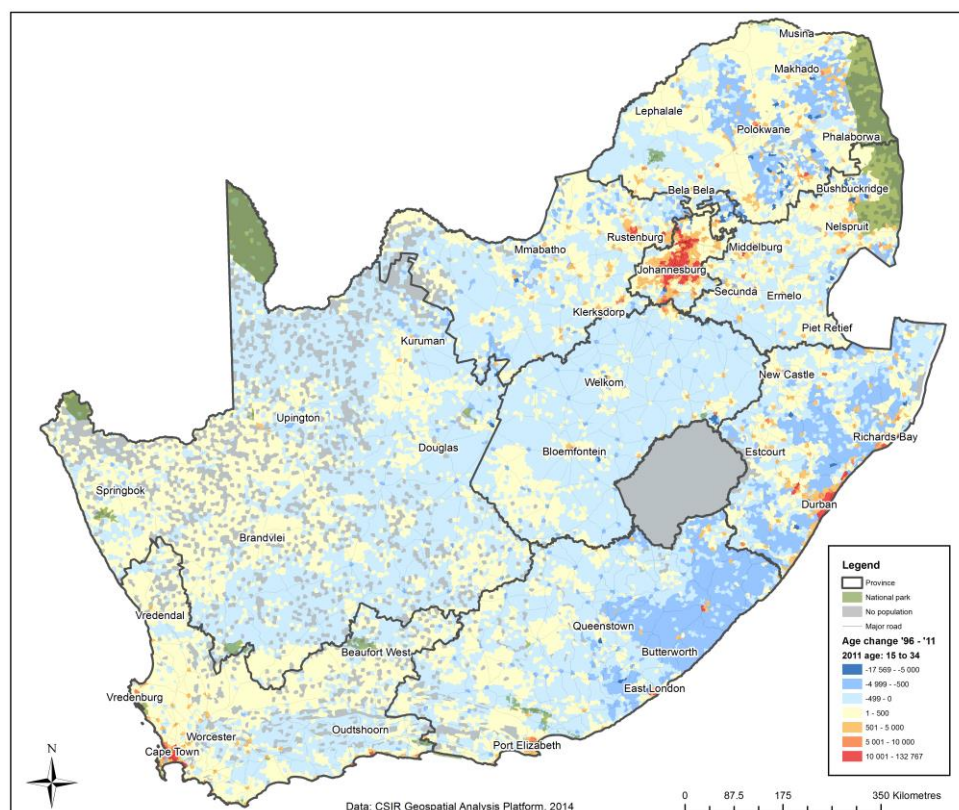 Musina
Makhado
Lephalale
Polokwane
Phalaborwa
Bela Bela
Bushbuckridge
Nelspruit
Rustenburg
Mmabatho
Middelburg
Johannesburg
Secunda
Ermelo
Klerksdorp
Piet Retief
Kuruman
New Castle
Welkom
Upington
Douglas
Bloemfontein
Estcourt
Richards Bay
Springbok
Durban
Brandvlei
Vredendal
Queenstown
Beaufort West
Butterworth
East London
Vredenburg
Worcester
Oudtshoorn
Cape Town
Port Elizabeth
Legend
Province
National park
No population
Major road
Age change '96 - '11
2011 age: 15 to 34
-17 569 - -5 000
-4 999 - -500
-499 - 0
1 - 500
501 - 5 000
5 001 - 10 000
10 001 - 132 767
N
0 87.5 175 350 Kilometres
Data: CSIR Geospatial Analysis Platform, 2014